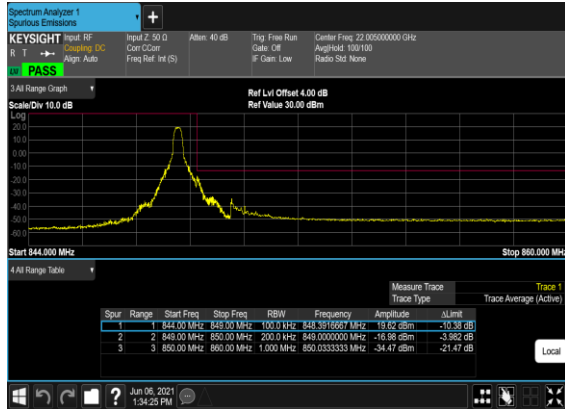 Spectrum Analyzer 1
Spurious Emissions
+
KEYSIGHT Input: RF Input Z: 50 Ω Atten: 40 dB Trig: Free Run Center Freq: 22.005000000 GHz
R T Coupling: DC Corr CCorr Gate: Off Avg|Hold: 100/100
Align: Auto Freq Ref: Int (S) IF Gain: Low Radio Std: None
LXI PASS
3 All Range Graph
Ref Lvl Offset 4.00 dB
Scale/Div 10.0 dB Ref Value 30.00 dBm
Log
20.0
10.0
0.00
-10.0
-20.0
-30.0
-40.0
-50.0
-60.0
Start 844.000 MHz Stop 860.000 MHz
4 All Range Table
Measure Trace Trace 1
Trace Type Trace Average (Active)
Spur Range Start Freq Stop Freq RBW Frequency Amplitude ΔLimit
1 1 844.00 MHz 849.00 MHz 100.0 kHz 848.3916667 MHz 19.62 dBm -10.38 dB
2 2 849.00 MHz 850.00 MHz 200.0 kHz 849.0000000 MHz -16.98 dBm -3.982 dB
3 3 850.00 MHz 860.00 MHz 1.000 MHz 850.0333333 MHz -34.47 dBm -21.47 dB
Local
?
Jun 06, 2021
1:34:25 PM